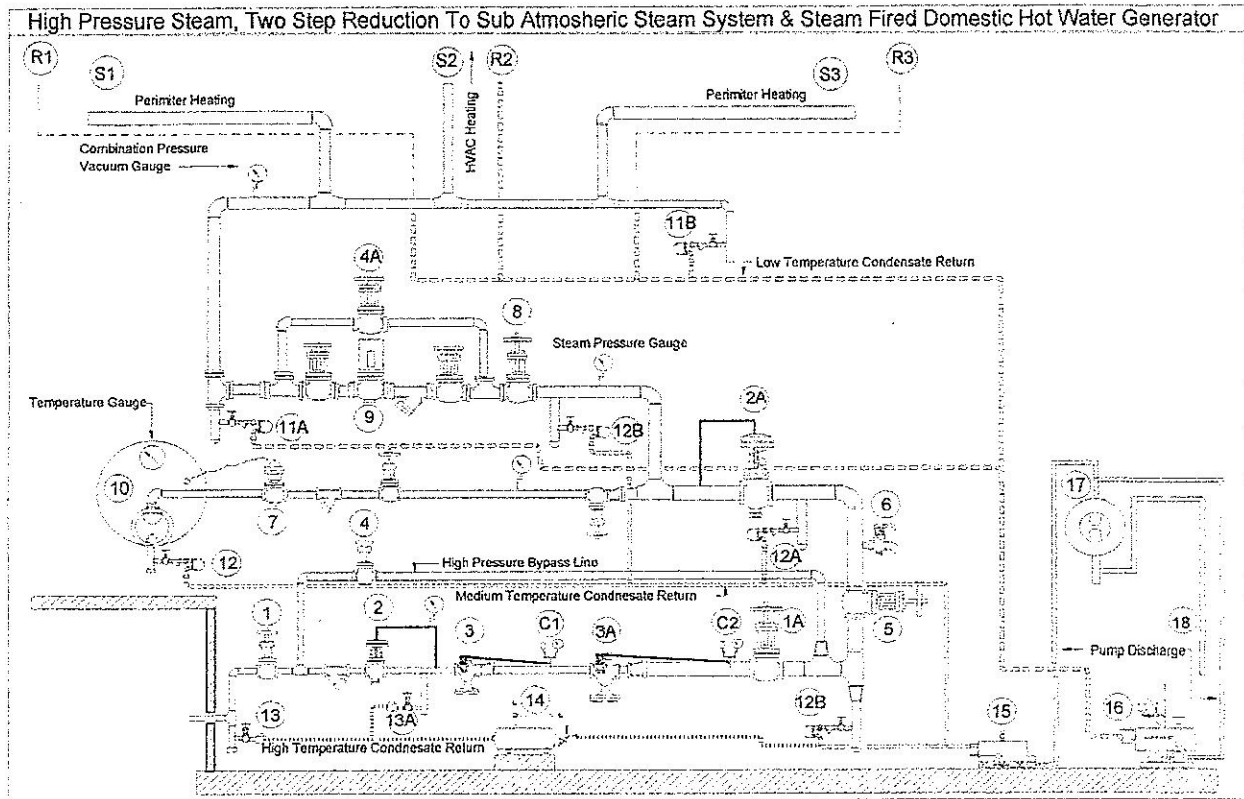 High Pressure Steam, Two Step Reduction To Sub Atmosheric Steam System & Steam Fired Domestic Hot Water Generator
R1
S1
S2
R2
S3
R3
Perimiter Heating
HVAC Heating
Perimiter Heating
Combination Pressure
Vacuum Gauge
11B
4A
Low Temperature Condensate Return
8
Steam Pressure Gauge
2A
Temperature Gauge
9
11A
12B
10
17
7
4
6
12
High Pressure Bypass Line
12A
Medium Temperature Condnesate Return
1
2
3
C1
3A
C2
1A
5
18
Pump Discharge
13
13A
14
12B
15
16
High Temperature Condnesate Return